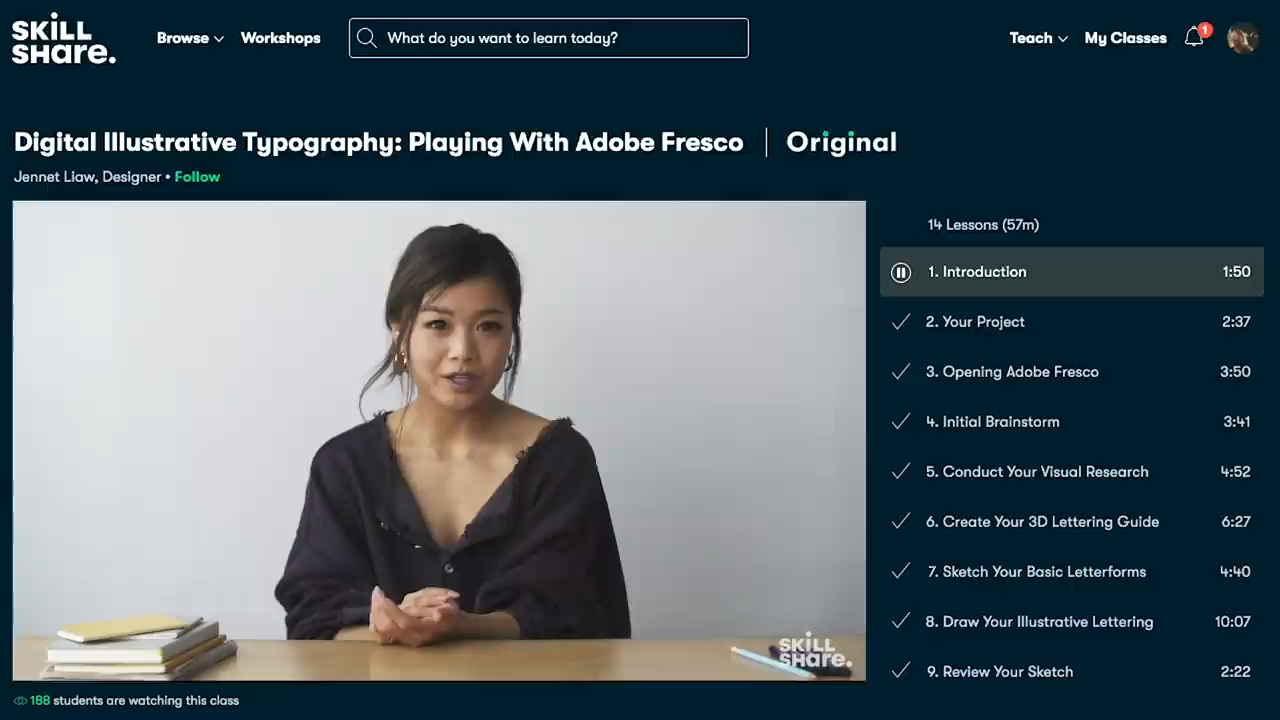 SKiLL
SHare.
Browse
Workshops
What do you want to learn today?
Teach
My Classes
1
Digital Illustrative Typography: Playing With Adobe Fresco | Original
Jennet Liaw, Designer • Follow
14 Lessons (57m)
1. Introduction 1:50
2. Your Project 2:37
3. Opening Adobe Fresco 3:50
4. Initial Brainstorm 3:41
5. Conduct Your Visual Research 4:52
6. Create Your 3D Lettering Guide 6:27
7. Sketch Your Basic Letterforms 4:40
8. Draw Your Illustrative Lettering 10:07
9. Review Your Sketch 2:22
SKiLL
SHare.
188 students are watching this class